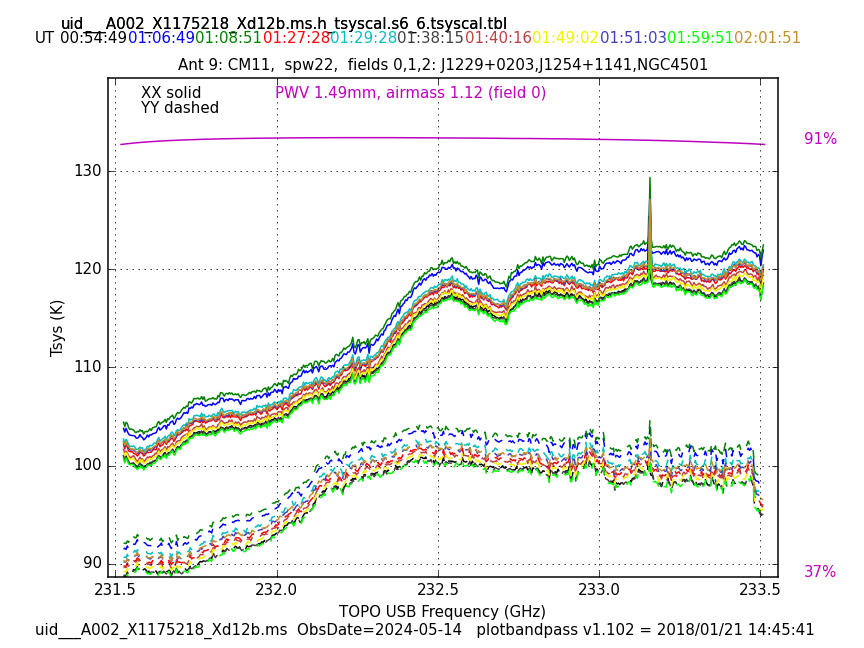 uid___A002_X1175218_Xd12b.ms.h_tsyscal.s6_6.tsyscal.tbl
UT 00:54:49 01:06:49 01:08:51 01:27:28 01:29:28 01:38:15 01:40:16 01:49:02 01:51:03 01:59:51 02:01:51
Ant 9: CM11,  spw22,  fields 0,1,2: J1229+0203,J1254+1141,NGC4501
XX solid
PWV 1.49mm, airmass 1.12 (field 0)
YY dashed
91%
130
120
110
100
90
Tsys (K)
37%
231.5 232.0 232.5 233.0 233.5
TOPO USB Frequency (GHz)
uid___A002_X1175218_Xd12b.ms  ObsDate=2024-05-14   plotbandpass v1.102 = 2018/01/21 14:45:41